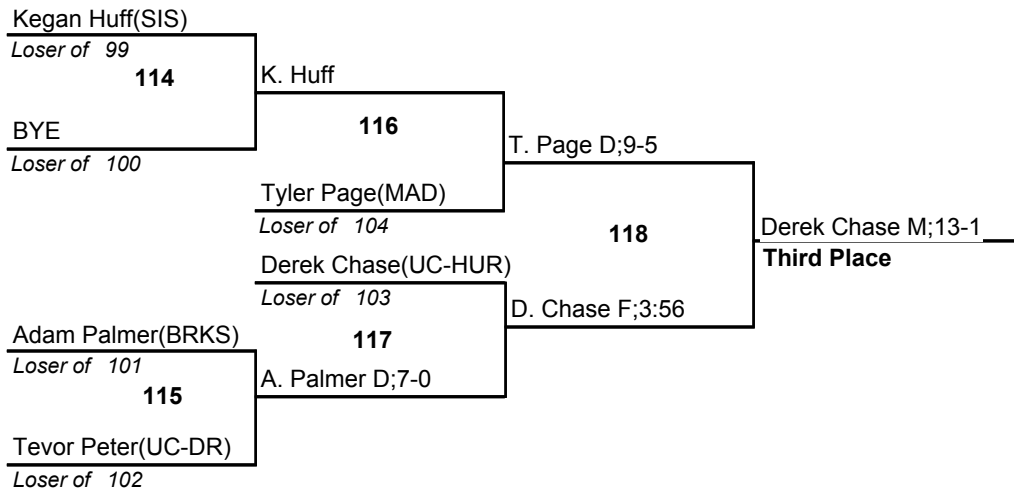 Kegan Huff(SIS)
Loser of 99
114
K. Huff
BYE
Loser of 100
116
T. Page D;9-5
Tyler Page(MAD)
Loser of 104
118
Derek Chase M;13-1
Third Place
Derek Chase(UC-HUR)
Loser of 103
D. Chase F;3:56
117
Adam Palmer(BRKS)
Loser of 101
115
A. Palmer D;7-0
Tevor Peter(UC-DR)
Loser of 102